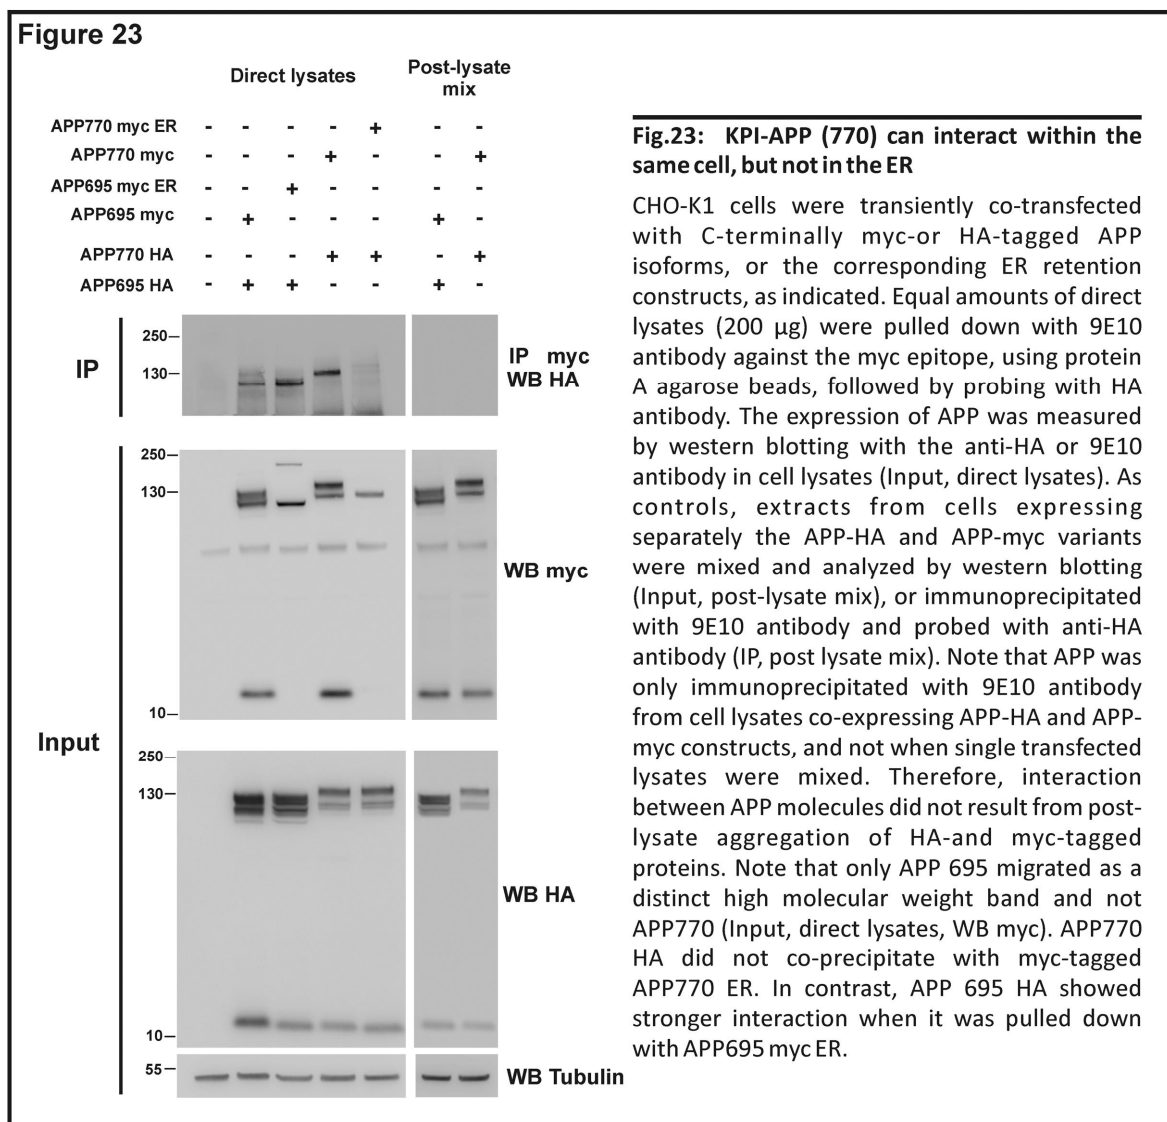 Figure 23
Direct lysates
Post-lysate
mix
APP770 myc ER - - - - + - -
APP770 myc - - - + - - +
APP695 myc ER - - + - - - -
APP695 myc - + - - - + -
APP770 HA - - - + + - +
APP695 HA - + + - - + -
IP
250
130
IP myc
WB HA
Input
250
130
10
WB myc
250
130
10
WB HA
55
WB Tubulin
Fig.23: KPI-APP (770) can interact within the
same cell, but not in the ER
CHO-K1 cells were transiently co-transfected
with C-terminally myc-or HA-tagged APP
isoforms, or the corresponding ER retention
constructs, as indicated. Equal amounts of direct
lysates (200 µg) were pulled down with 9E10
antibody against the myc epitope, using protein
A agarose beads, followed by probing with HA
antibody. The expression of APP was measured
by western blotting with the anti-HA or 9E10
antibody in cell lysates (Input, direct lysates). As
controls, extracts from cells expressing
separately the APP-HA and APP-myc variants
were mixed and analyzed by western blotting
(Input, post-lysate mix), or immunoprecipitated
with 9E10 antibody and probed with anti-HA
antibody (IP, post lysate mix). Note that APP was
only immunoprecipitated with 9E10 antibody
from cell lysates co-expressing APP-HA and APP-
myc constructs, and not when single transfected
lysates were mixed. Therefore, interaction
between APP molecules did not result from post-
lysate aggregation of HA-and myc-tagged
proteins. Note that only APP 695 migrated as a
distinct high molecular weight band and not
APP770 (Input, direct lysates, WB myc). APP770
HA did not co-precipitate with myc-tagged
APP770 ER. In contrast, APP 695 HA showed
stronger interaction when it was pulled down
with APP695 myc ER.